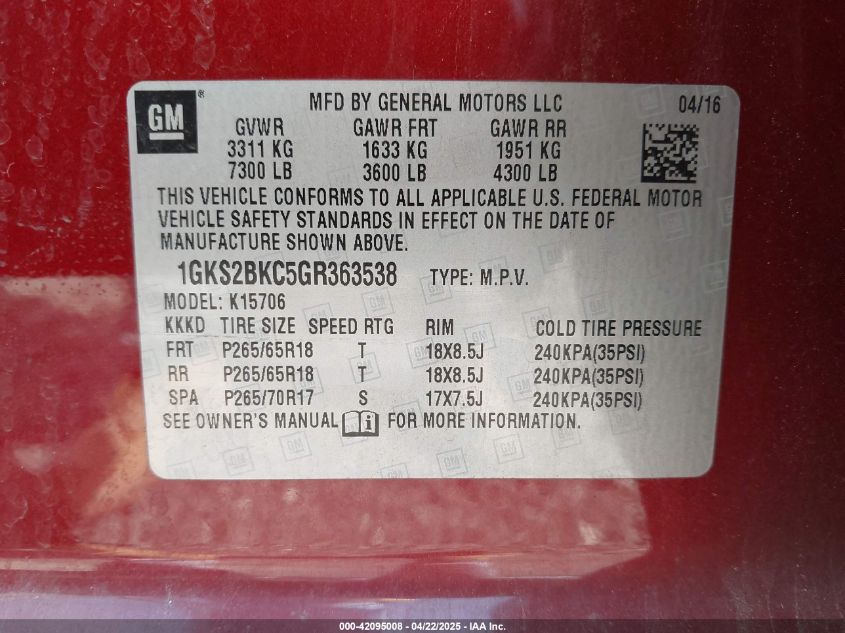 GM ® MFD BY GENERAL MOTORS LLC 04/16
GVWR GAWR FRT GAWR RR
3311 KG 1633 KG 1951 KG
7300 LB 3600 LB 4300 LB
THIS VEHICLE CONFORMS TO ALL APPLICABLE U.S. FEDERAL MOTOR
VEHICLE SAFETY STANDARDS IN EFFECT ON THE DATE OF
MANUFACTURE SHOWN ABOVE.
1GKS2BKC5GR363538 TYPE: M.P.V.
MODEL: K15706
KKKD TIRE SIZE SPEED RTG RIM COLD TIRE PRESSURE
FRT P265/65R18 T 18X8.5J 240KPA(35PSI)
RR P265/65R18 T 18X8.5J 240KPA(35PSI)
SPA P265/70R17 S 17X7.5J 240KPA(35PSI)
SEE OWNER'S MANUAL i FOR MORE INFORMATION.
000-42095008 - 04/22/2025 - IAA Inc.